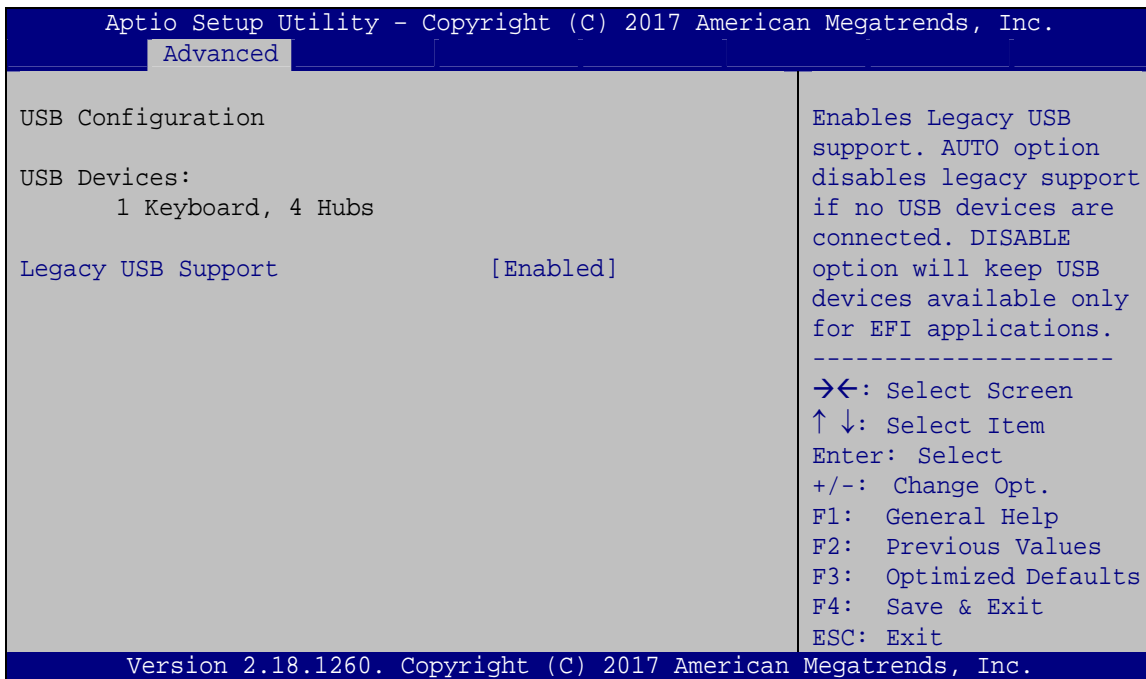 Aptio Setup Utility – Copyright (C) 2017 American Megatrends, Inc.
Advanced
USB Configuration
USB Devices:
1 Keyboard, 4 Hubs
Legacy USB Support [Enabled]
Enables Legacy USB
support. AUTO option
disables legacy support
if no USB devices are
connected. DISABLE
option will keep USB
devices available only
for EFI applications.
---------------------
→←: Select Screen
↑ ↓: Select Item
Enter: Select
+/-: Change Opt.
F1: General Help
F2: Previous Values
F3: Optimized Defaults
F4: Save & Exit
ESC: Exit
Version 2.18.1260. Copyright (C) 2017 American Megatrends, Inc.